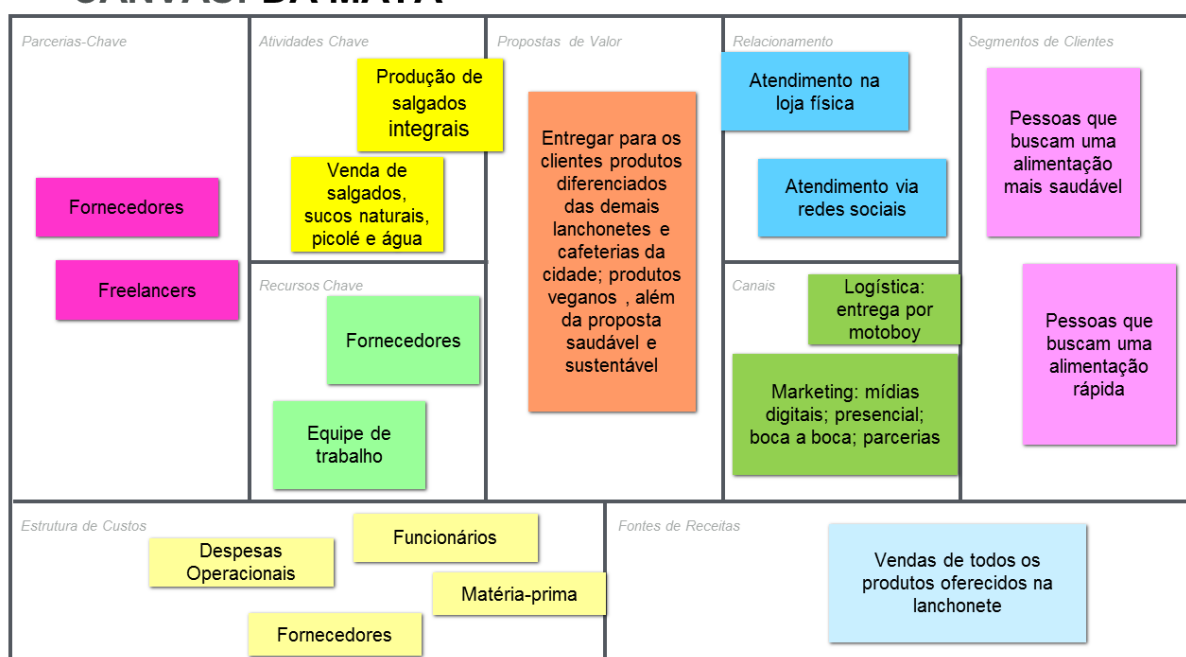 CANVAS: DA MATA
Parcerias-Chave
Fornecedores
Freelancers
Atividades Chave
Produção de
salgados
integrais
Venda de
salgados,
sucos naturais,
picolé e água
Recursos Chave
Fornecedores
Equipe de
trabalho
Propostas de Valor
Entregar para os
clientes produtos
diferenciados
das demais
lanchonetes e
cafeterias da
cidade; produtos
veganos , além
da proposta
saudável e
sustentável
Relacionamento
Atendimento na
loja física
Atendimento via
redes sociais
Canais
Logística:
entrega por
motoboy
Marketing: mídias
digitais; presencial;
boca a boca; parcerias
Segmentos de Clientes
Pessoas que
buscam uma
alimentação
mais saudável
Pessoas que
buscam uma
alimentação
rápida
Estrutura de Custos
Despesas
Operacionais
Funcionários
Matéria-prima
Fornecedores
Fontes de Receitas
Vendas de todos os
produtos oferecidos na
lanchonete